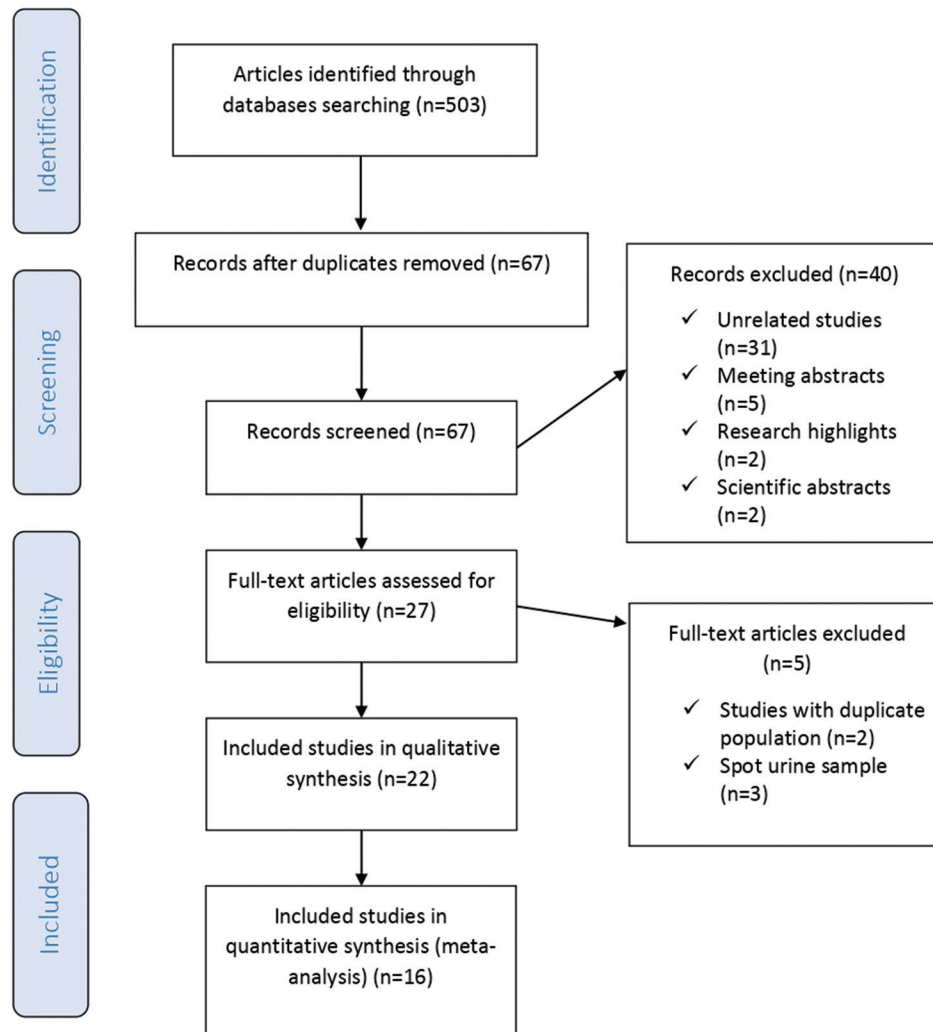 Identification
Articles identified through
databases searching (n=503)
Records after duplicates removed (n=67)
Screening
Records screened (n=67)
Records excluded (n=40)
✓ Unrelated studies
(n=31)
✓ Meeting abstracts
(n=5)
✓ Research highlights
(n=2)
✓ Scientific abstracts
(n=2)
Eligibility
Full-text articles assessed for
eligibility (n=27)
Full-text articles excluded
(n=5)
✓ Studies with duplicate
population (n=2)
✓ Spot urine sample
(n=3)
Included studies in qualitative
synthesis (n=22)
Included
Included studies in
quantitative synthesis (meta-
analysis) (n=16)